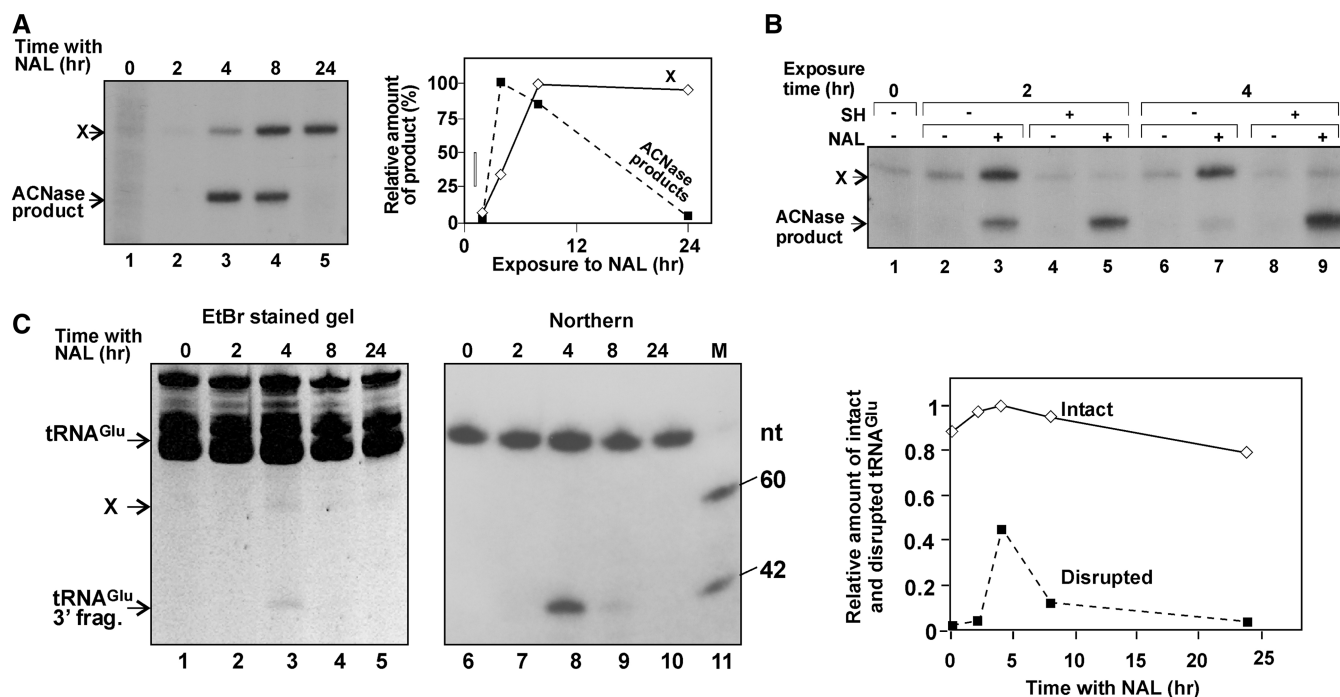 A
Time with
NAL (hr)
0 2 4 8 24
X
ACNase
product
1 2 3 4 5
Relative amount
of product (%)
100
75
50
25
0
X
ACNase
products
0 12 24
Exposure to NAL (hr)
B
Exposure
time (hr)
0 2 4
SH - - + - +
NAL - - + - + - + - +
X
ACNase
product
1 2 3 4 5 6 7 8 9
C
EtBr stained gel
Time with
NAL (hr)
0 2 4 8 24
tRNAGlu
X
tRNAGlu
3' frag.
1 2 3 4 5
Northern
0 2 4 8 24 M
nt
60
42
6 7 8 9 10 11
Relative amount of intact
and disrupted tRNAGlu
1
0.8
0.6
0.4
0.2
0
Intact
Disrupted
0 5 10 15 20 25
Time with NAL (hr)